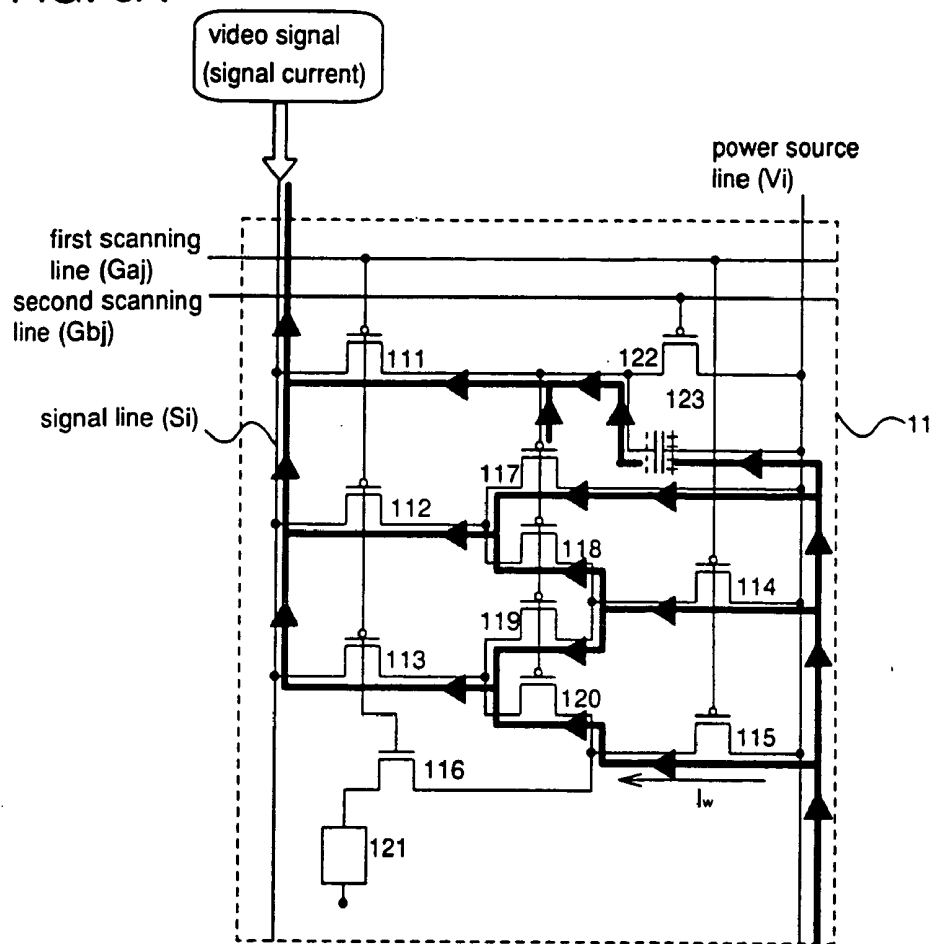 video signal
(signal current)
power source
line (Vi)
first scanning
line (Gaj)
second scanning
line (Gbj)
111
122
123
signal line (Si)
11
117
112
118
114
119
113
120
115
116
Iw
121